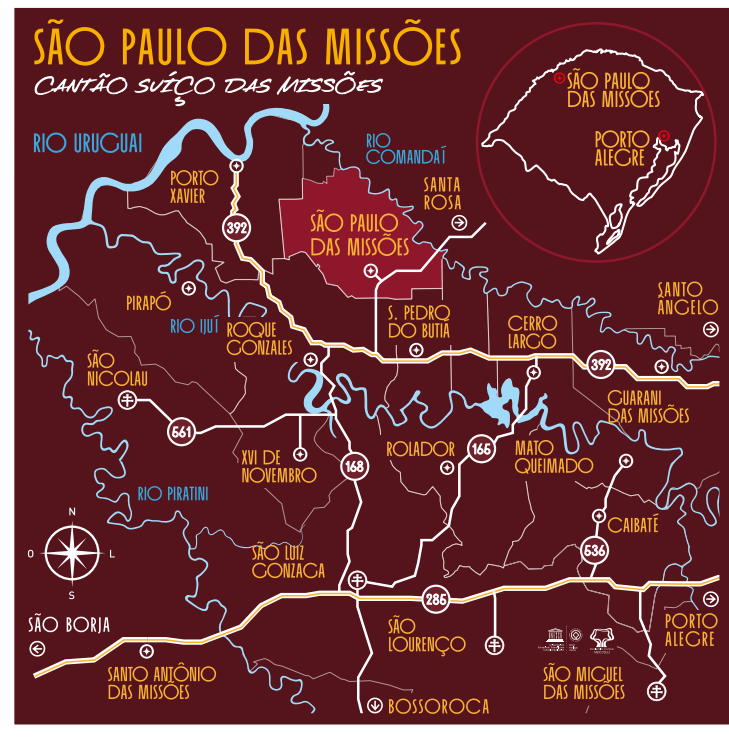 SÃO PAULO DAS MISSÕES
CANTÃO SUÍÇO DAS MISSÕES
SÃO PAULO
DAS MISSÕES
PORTO
ALEGRE
RIO URUGUAI
RIO
COMANDAÍ
PORTO
XAVIER
SANTA
ROSA
392
SÃO PAULO
DAS MISSÕES
PIRAPÓ
SANTO
ÂNGELO
RIO IJUÍ
ROQUE
GONZALES
S. PEDRO
DO BUTIÁ
CERRO
LARGO
SÃO
NICOLAU
392
GUARANI
DAS MISSÕES
561
XVI DE
NOVEMBRO
168
ROLADOR
165
MATO
QUEIMADO
RIO PIRATINI
CAIBATÉ
N
O
L
S
SÃO LUIZ
GONZAGA
536
285
SÃO BORJA
SÃO
LOURENÇO
PORTO
ALEGRE
SANTO ANTÔNIO
DAS MISSÕES
SÃO MIGUEL
DAS MISSÕES
BOSSOROCA